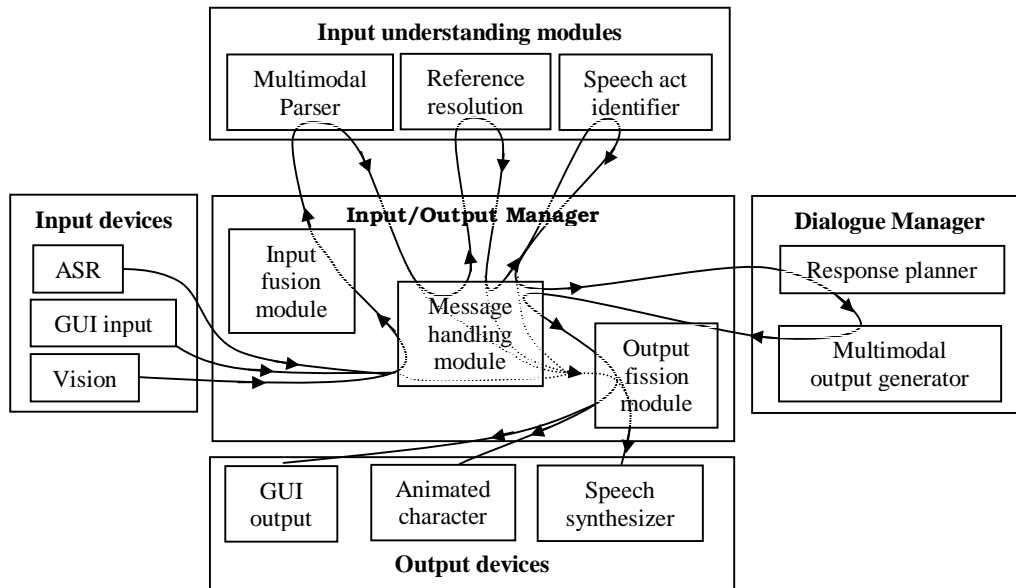 Input understanding modules
Multimodal
Parser
Reference
resolution
Speech act
identifier
Input devices
ASR
GUI input
Vision
Input/Output Manager
Input
fusion
module
Message
handling
module
Output
fission
module
Dialogue Manager
Response planner
Multimodal
output generator
GUI
output
Animated
character
Speech
synthesizer
Output devices